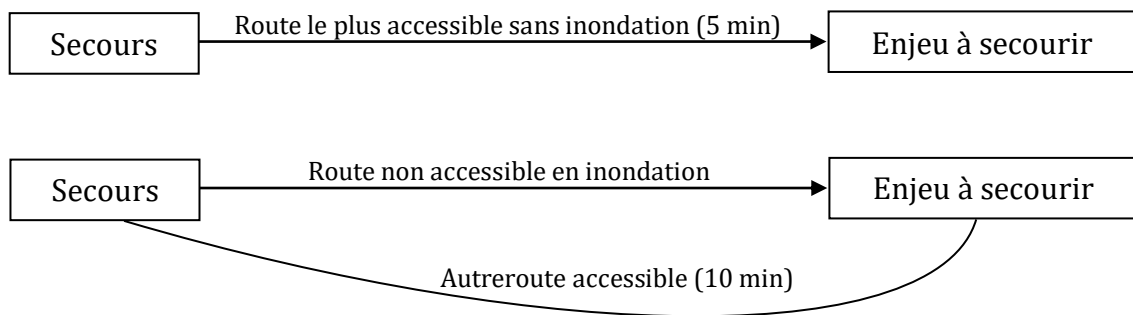 Route le plus accessible sans inondation (5 min)
Secours
Enjeu à secourir
Route non accessible en inondation
Secours
Enjeu à secourir
Autreroute accessible (10 min)